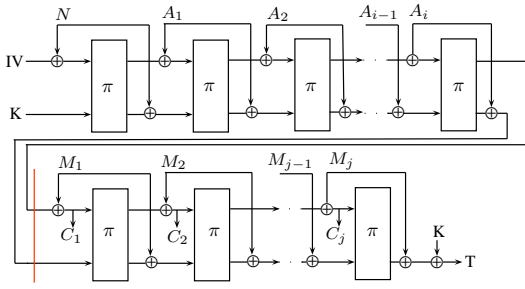 N A₁ A₂ Aᵢ₋₁ Aᵢ
IV
π π π π
K
M₁ M₂ Mⱼ₋₁ Mⱼ
C₁ C₂ Cⱼ
π π π K
T